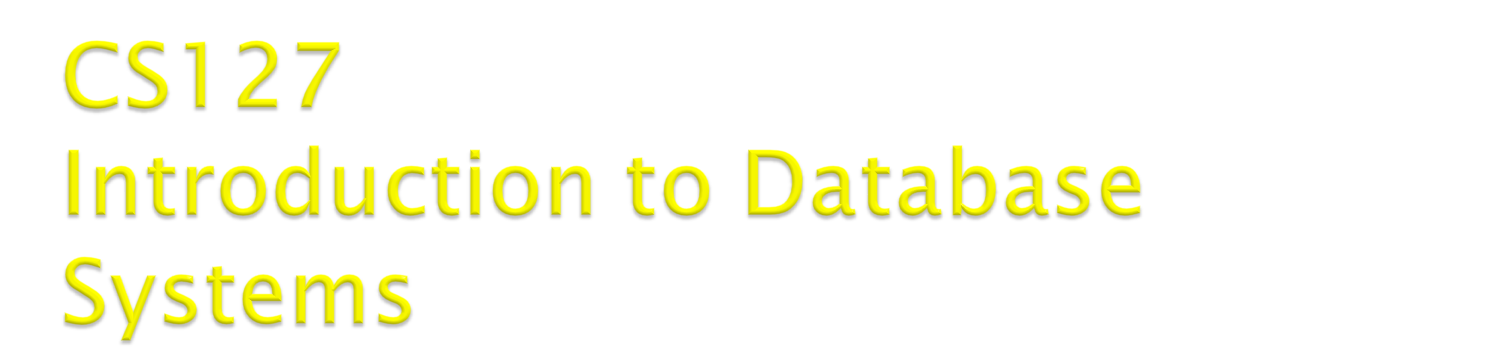 CS127
Introduction to Database
Systems